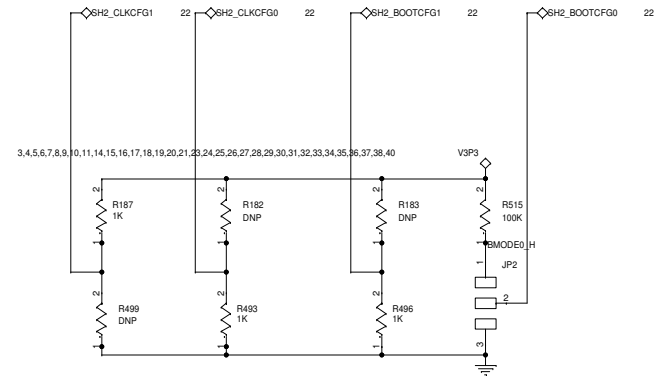 SH2_CLKCFG1 22 SH2_CLKCFG0 22 SH2_BOOTCFG1 22 SH2_BOOTCFG0 22
3,4,5,6,7,8,9,10,11,14,15,16,17,18,19,20,21,23,24,25,26,27,28,29,30,31,32,33,34,35,36,37,38,40 V3P3
2 2 2 2
R187 R182 R183 R515
1K DNP DNP 100K
1 1 1 1
BMODE0_H
1 JP2
2 2 2 2
R499 R493 R496
DNP 1K 1K
1 1 1 3